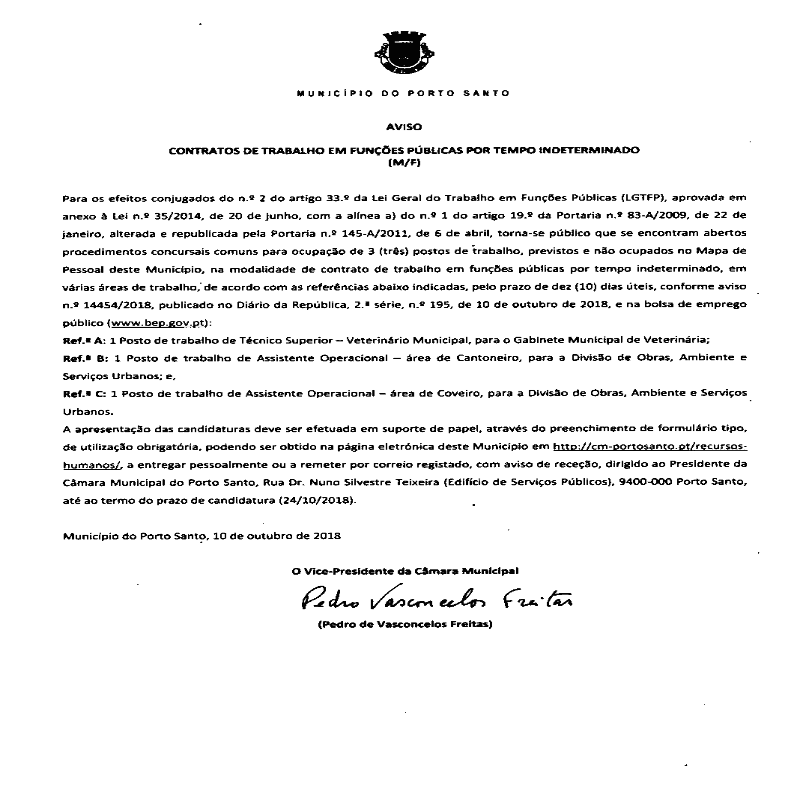 MUNICÍPIO DO PORTO SANTO
AVISO
CONTRATOS DE TRABALHO EM FUNÇÕES PÚBLICAS POR TEMPO INDETERMINADO
(M/F)
Para os efeitos conjugados do n.º 2 do artigo 33.º da Lei Geral do Trabalho em Funções Públicas (LGTFP), aprovada em
anexo à Lei n.º 35/2014, de 20 de junho, com a alínea a) do n.º 1 do artigo 19.º da Portaria n.º 83-A/2009, de 22 de
janeiro, alterada e republicada pela Portaria n.º 145-A/2011, de 6 de abril, torna-se público que se encontram abertos
procedimentos concursais comuns para ocupação de 3 (três) postos de trabalho, previstos e não ocupados no Mapa de
Pessoal deste Município, na modalidade de contrato de trabalho em funções públicas por tempo indeterminado, em
várias áreas de trabalho, de acordo com as referências abaixo indicadas, pelo prazo de dez (10) dias úteis, conforme aviso
n.º 14454/2018, publicado no Diário da República, 2.ª série, n.º 195, de 10 de outubro de 2018, e na bolsa de emprego
público (www.bep.gov.pt):
Ref.ª A: 1 Posto de trabalho de Técnico Superior – Veterinário Municipal, para o Gabinete Municipal de Veterinária;
Ref.ª B: 1 Posto de trabalho de Assistente Operacional – área de Cantoneiro, para a Divisão de Obras, Ambiente e
Serviços Urbanos; e,
Ref.ª C: 1 Posto de trabalho de Assistente Operacional – área de Coveiro, para a Divisão de Obras, Ambiente e Serviços
Urbanos.
A apresentação das candidaturas deve ser efetuada em suporte de papel, através do preenchimento de formulário tipo,
de utilização obrigatória, podendo ser obtido na página eletrónica deste Município em http://cm-portosanto.pt/recursos-
humanos/, a entregar pessoalmente ou a remeter por correio registado, com aviso de receção, dirigido ao Presidente da
Câmara Municipal do Porto Santo, Rua Dr. Nuno Silvestre Teixeira (Edifício de Serviços Públicos), 9400-000 Porto Santo,
até ao termo do prazo de candidatura (24/10/2018).
Município do Porto Santo, 10 de outubro de 2018
O Vice-Presidente da Câmara Municipal
Pedro Vasconcelos Freitas
(Pedro de Vasconcelos Freitas)